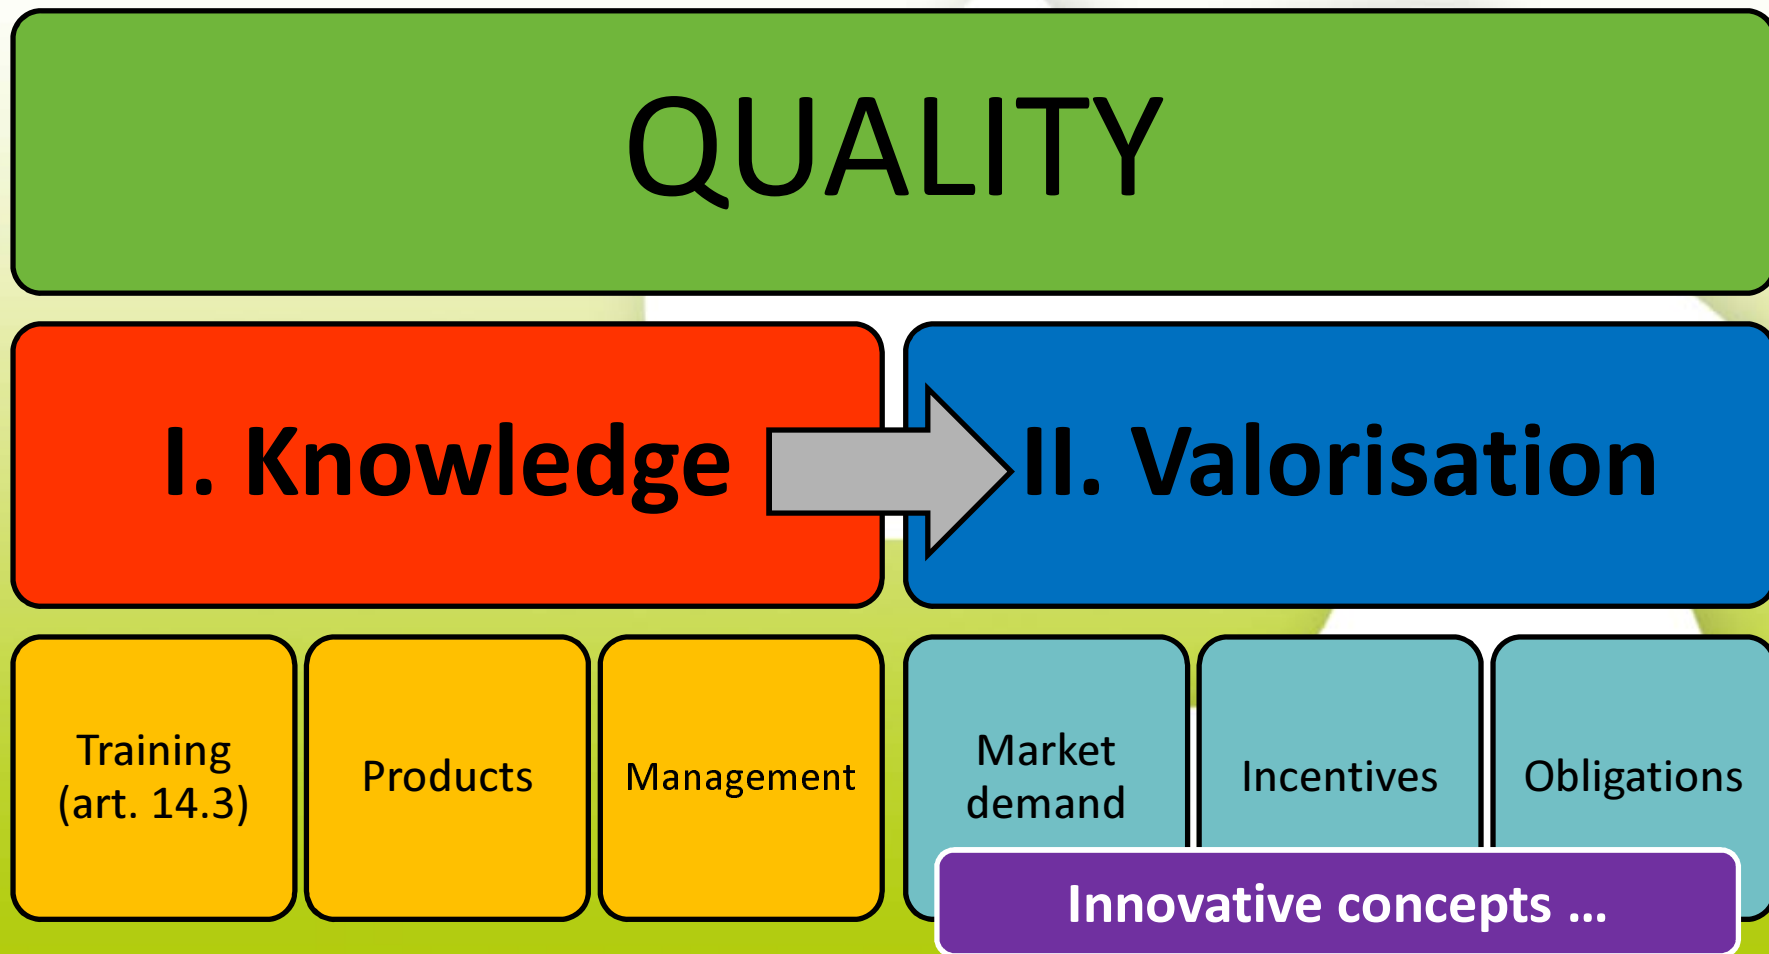 QUALITY
I. Knowledge
II. Valorisation
Training
(art. 14.3)
Products
Management
Market
demand
Incentives
Obligations
Innovative concepts ...